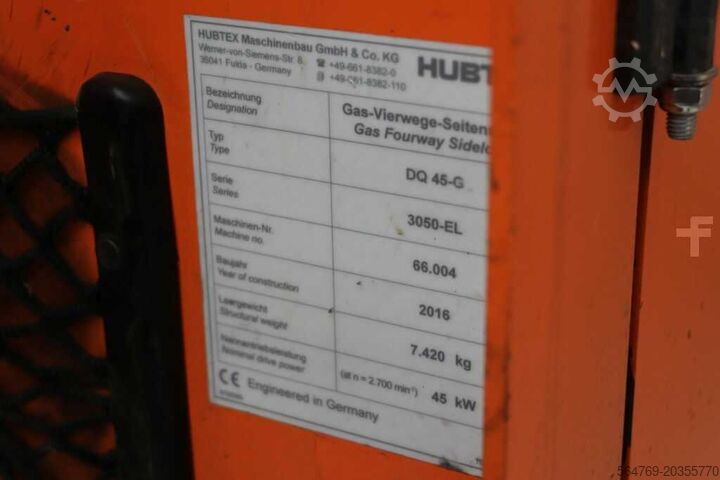 HUBTEX Maschinenbau GmbH & Co. KG
Werner-von-Siemens-Str. 8 ☎ +49-661-8382-0
36041 Fulda - Germany +49-661-8382-110
HUBT
Bezeichnung Gas-Vierwege-Seiten
Designation Gas Fourway Sidelo
Typ DQ 45-G
Type
Serie 3050-EL
Series
Maschinen-Nr. 66.004
Machine no.
Baujahr 2016
Year of construction
Leergewicht 7.420 kg
Structural weight
Nennantriebsleistung (at n = 2.700 min⁻¹) 45 kW
Nominal drive power
CE Engineered in Germany
564769-20355770